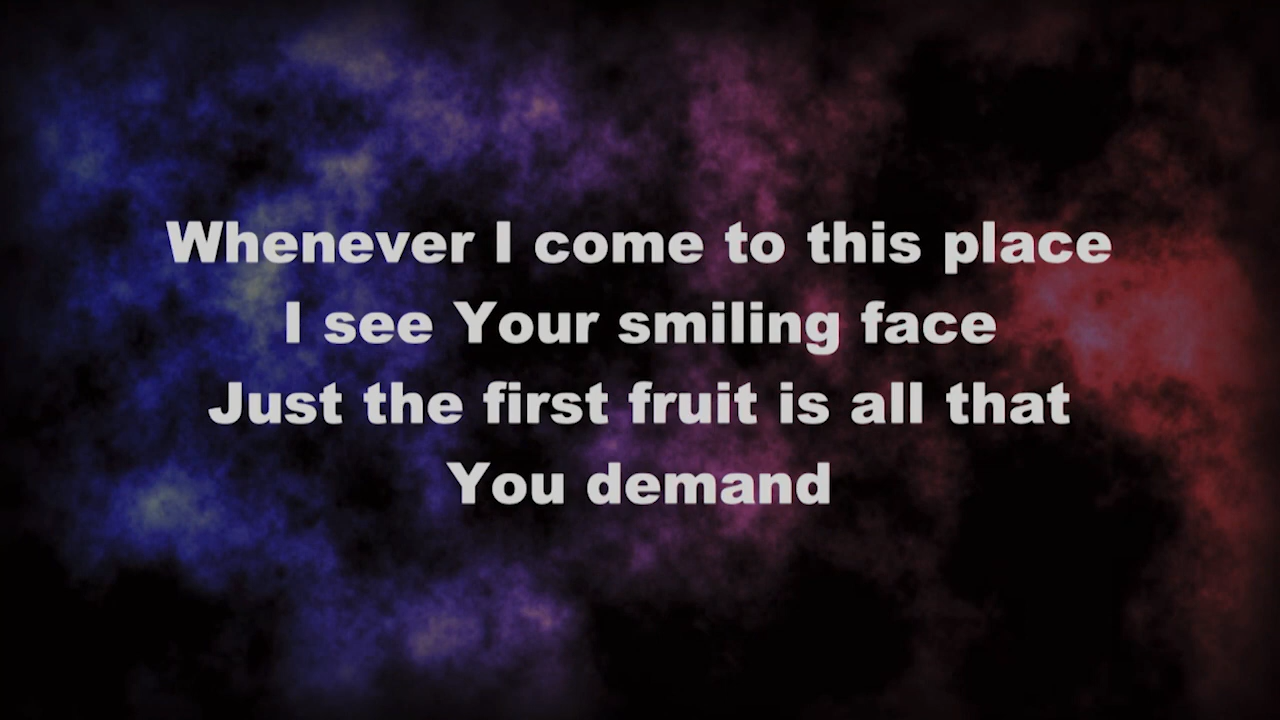 Whenever I come to this place
I see Your smiling face
Just the first fruit is all that
You demand